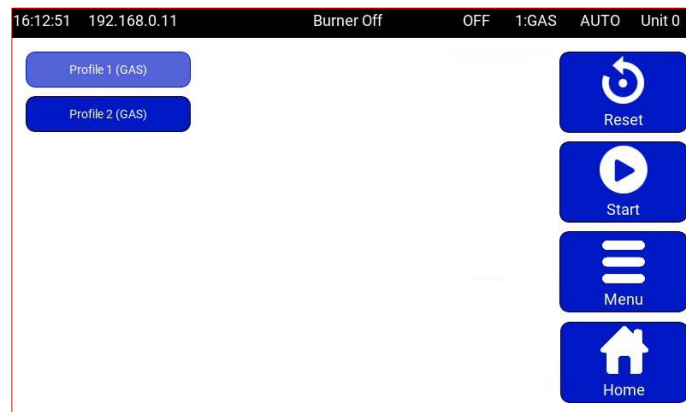 16:12:51 192.168.0.11 Burner Off OFF 1:GAS AUTO Unit 0
Profile 1 (GAS)
Profile 2 (GAS)
Reset
Start
Menu
Home